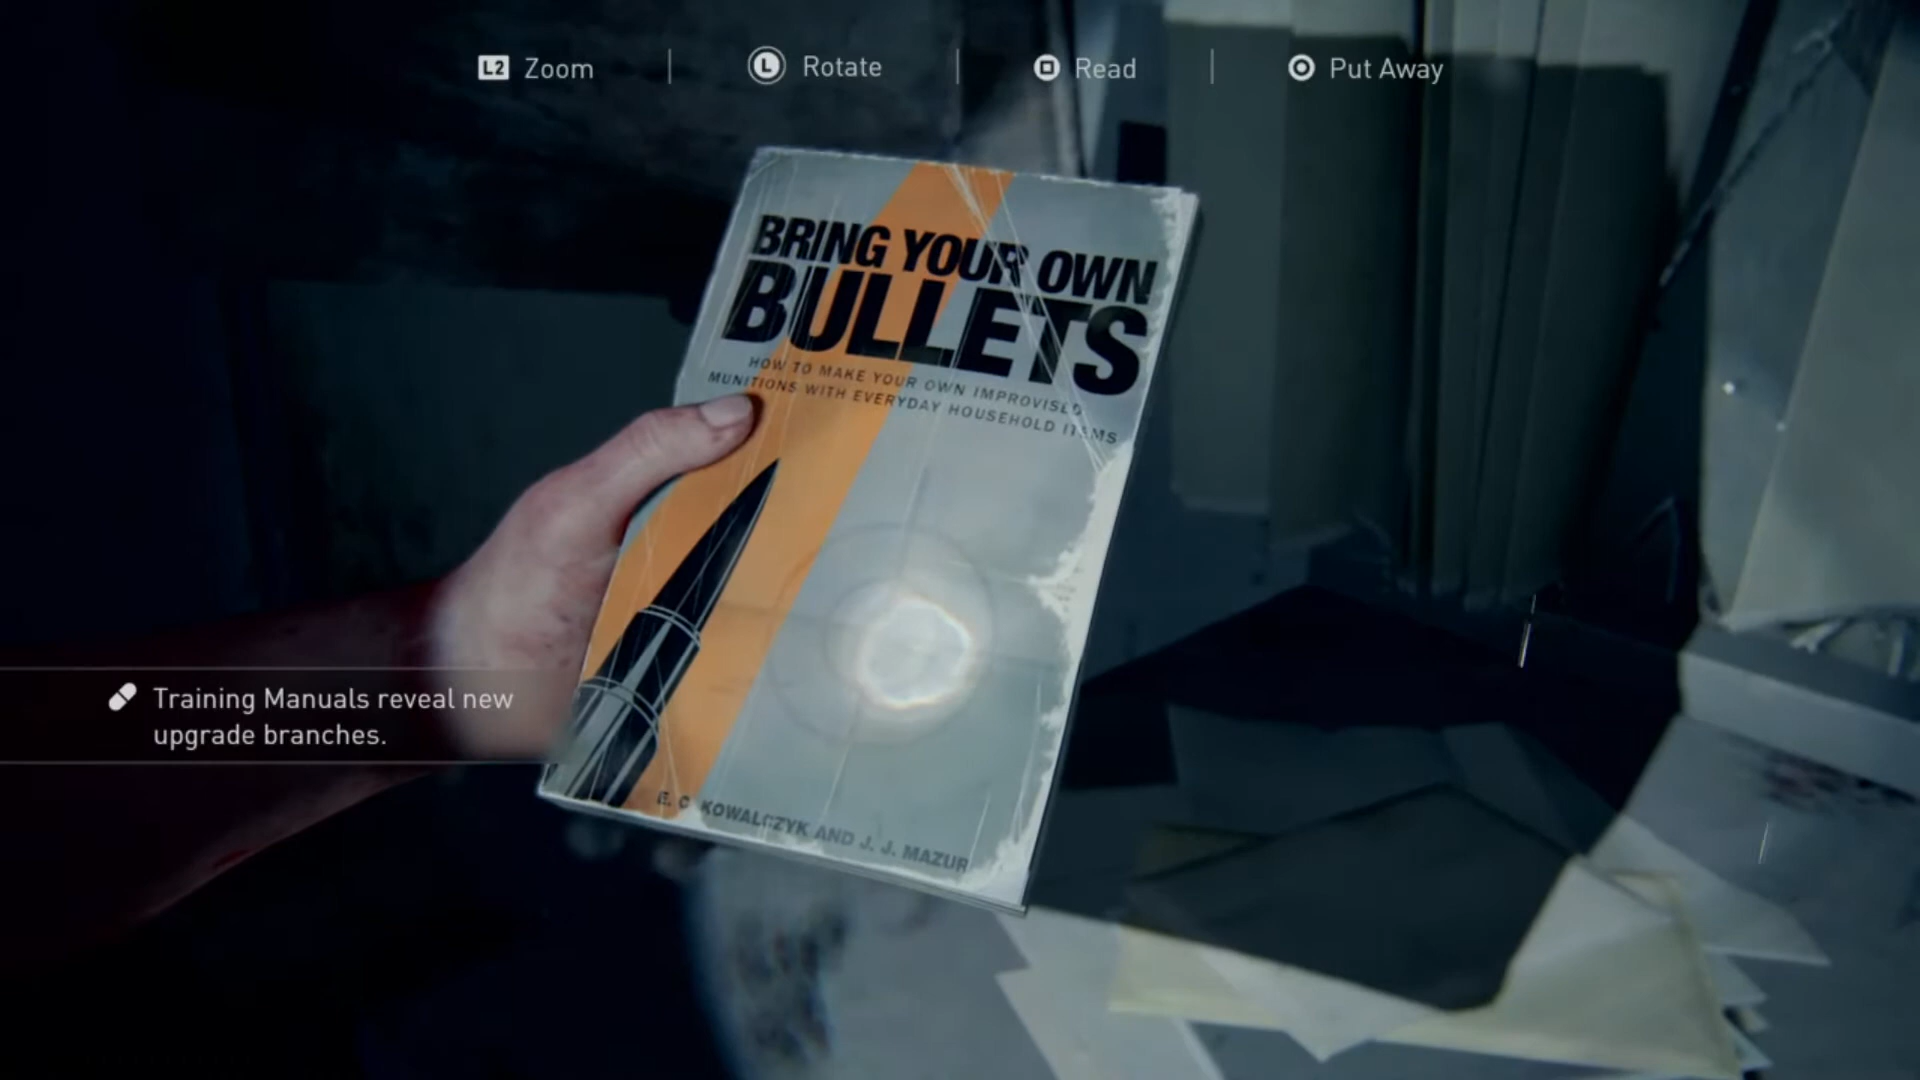 L2 Zoom
L Rotate
Read
Put Away
BRING YOUR OWN
BULLETS
HOW TO MAKE YOUR OWN IMPROVISED
MUNITIONS WITH EVERYDAY HOUSEHOLD ITEMS
E. C. KOWALCZYK AND J. J. MAZUR
Training Manuals reveal new
upgrade branches.